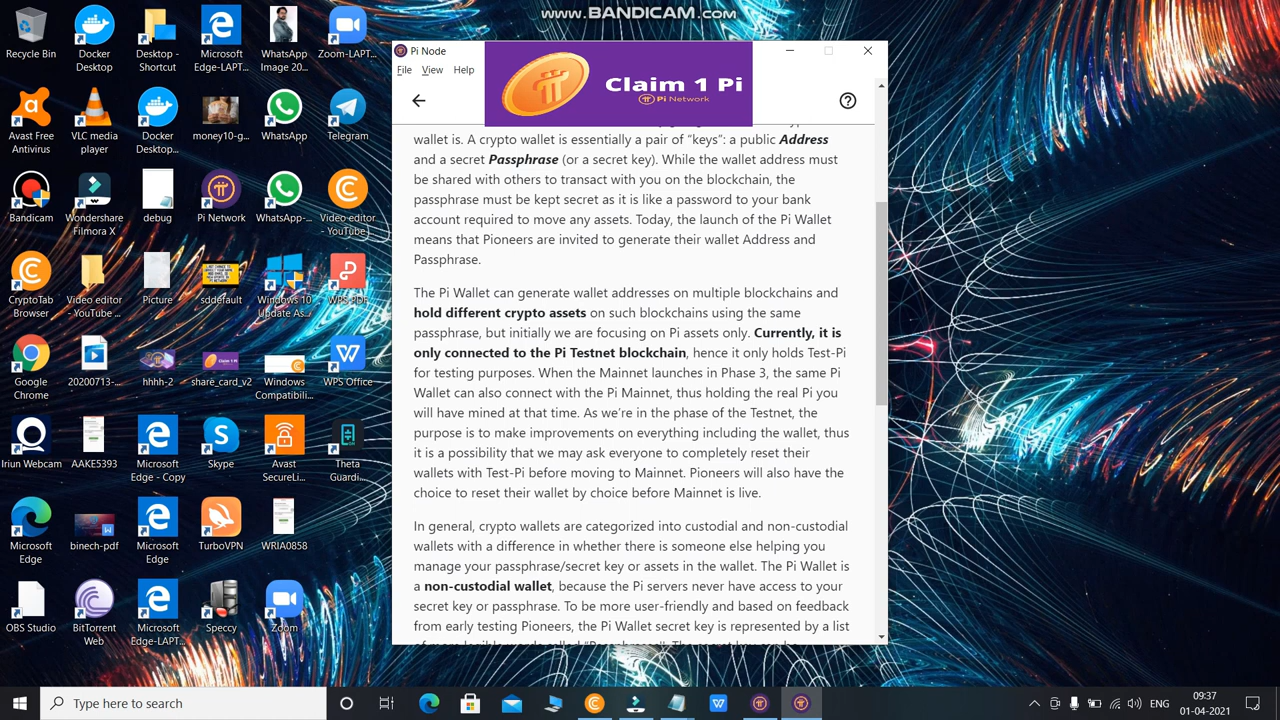 www.BANDICAM.com
Recycle Bin
Docker Desktop
Desktop - Shortcut
Microsoft Edge-LAPT...
WhatsApp Image 20...
Zoom-LAPT...
Avast Free Antivirus
VLC media player
Docker Desktop...
money10-g...
WhatsApp
Telegram
Bandicam
Wondershare Filmora X
debug
Pi Network
WhatsApp-...
Video editor - YouTube
CryptoTab Browser
Video editor - YouTube ...
Picture
sddefault
Windows 10 Update As...
WPS PDF
Google Chrome
20200713-...
hhhh-2
share_card_v2
Windows Compatibili...
WPS Office
Iriun Webcam
AAKE5393
Microsoft Edge - Copy
Skype
Avast SecureLi...
Theta Guardi...
Microsoft Edge
binech-pdf
Microsoft Edge
TurboVPN
WRIA0858
OBS Studio
BitTorrent Web
Microsoft Edge-LAPT...
Speccy
Zoom
Pi Node
File View Help
Claim 1 Pi
Pi Network
wallet is. A crypto wallet is essentially a pair of “keys”: a public Address
and a secret Passphrase (or a secret key). While the wallet address must
be shared with others to transact with you on the blockchain, the
passphrase must be kept secret as it is like a password to your bank
account required to move any assets. Today, the launch of the Pi Wallet
means that Pioneers are invited to generate their wallet Address and
Passphrase.
The Pi Wallet can generate wallet addresses on multiple blockchains and
hold different crypto assets on such blockchains using the same
passphrase, but initially we are focusing on Pi assets only. Currently, it is
only connected to the Pi Testnet blockchain, hence it only holds Test-Pi
for testing purposes. When the Mainnet launches in Phase 3, the same Pi
Wallet can also connect with the Pi Mainnet, thus holding the real Pi you
will have mined at that time. As we’re in the phase of the Testnet, the
purpose is to make improvements on everything including the wallet, thus
it is a possibility that we may ask everyone to completely reset their
wallets with Test-Pi before moving to Mainnet. Pioneers will also have the
choice to reset their wallet by choice before Mainnet is live.
In general, crypto wallets are categorized into custodial and non-custodial
wallets with a difference in whether there is someone else helping you
manage your passphrase/secret key or assets in the wallet. The Pi Wallet is
a non-custodial wallet, because the Pi servers never have access to your
secret key or passphrase. To be more user-friendly and based on feedback
from early testing Pioneers, the Pi Wallet secret key is represented by a list
Type here to search
ENG
09:37
01-04-2021